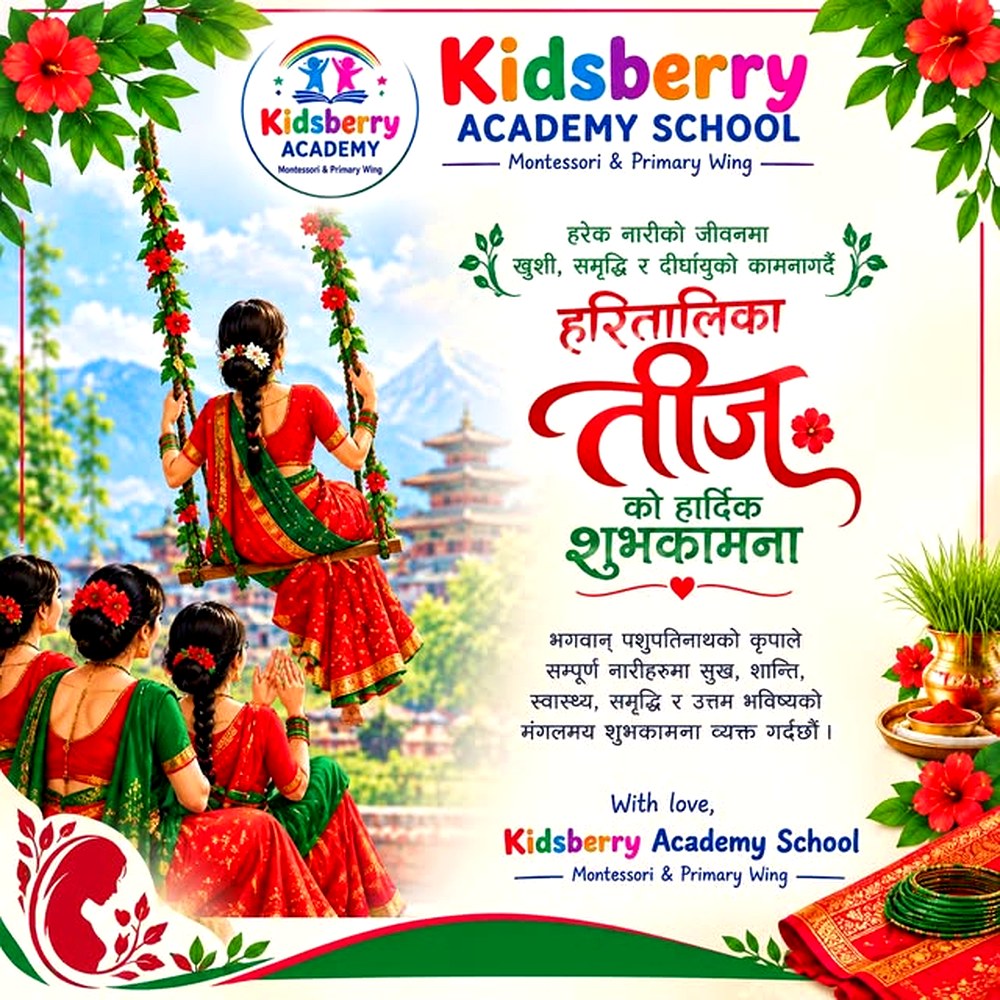 Kidsberry
ACADEMY
Montessori & Primary Wing
Kidsberry
ACADEMY SCHOOL
Montessori & Primary Wing
हरेक नारीको जीवनमा
खुशी, समृद्धि र दीर्घायुको कामनागर्दै
हरितालिका
तीज
को हार्दिक
शुभकामना
भगवान् पशुपतिनाथको कृपाले
सम्पूर्ण नारीहरुमा सुख, शान्ति,
स्वास्थ्य, समृद्धि र उत्तम भविष्यको
मंगलमय शुभकामना व्यक्त गर्दछौं ।
With love,
Kidsberry Academy School
Montessori & Primary Wing